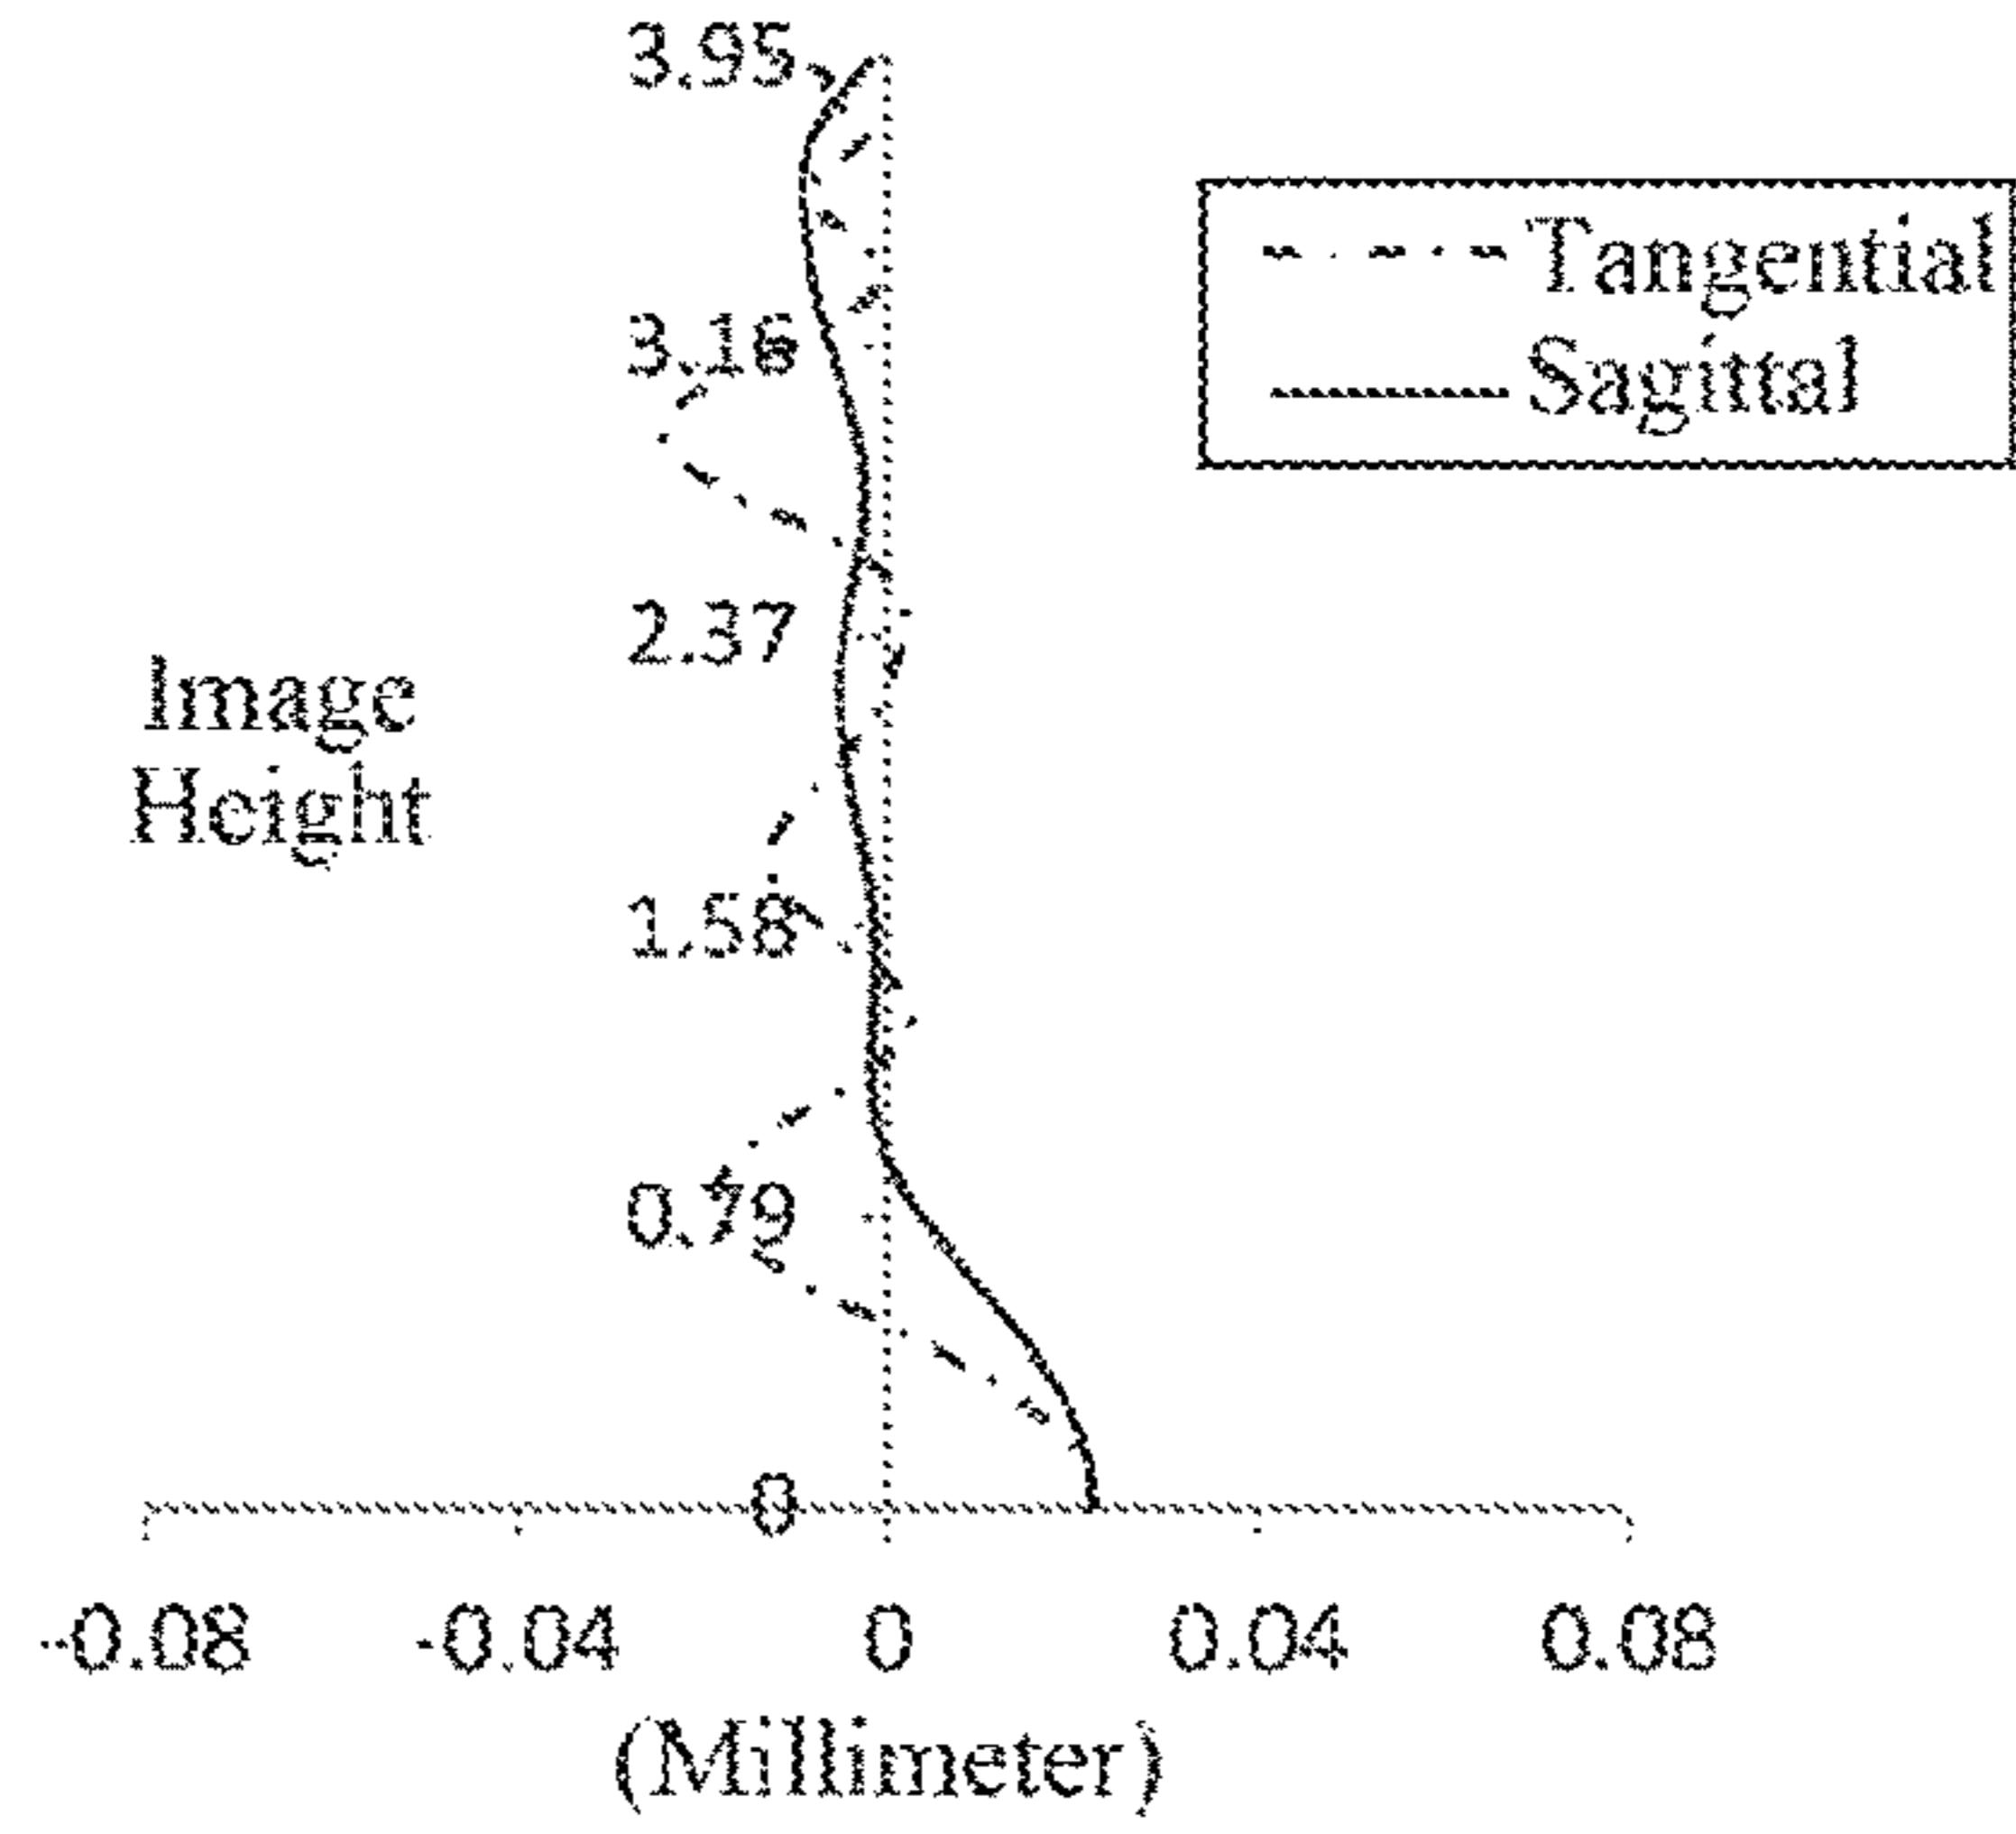 3.95
Tangential
3.16
Sagittal
2.37
Image
Height
1.58
0.79
0
-0.08 -0.04 0 0.04 0.08
(Millimeter)